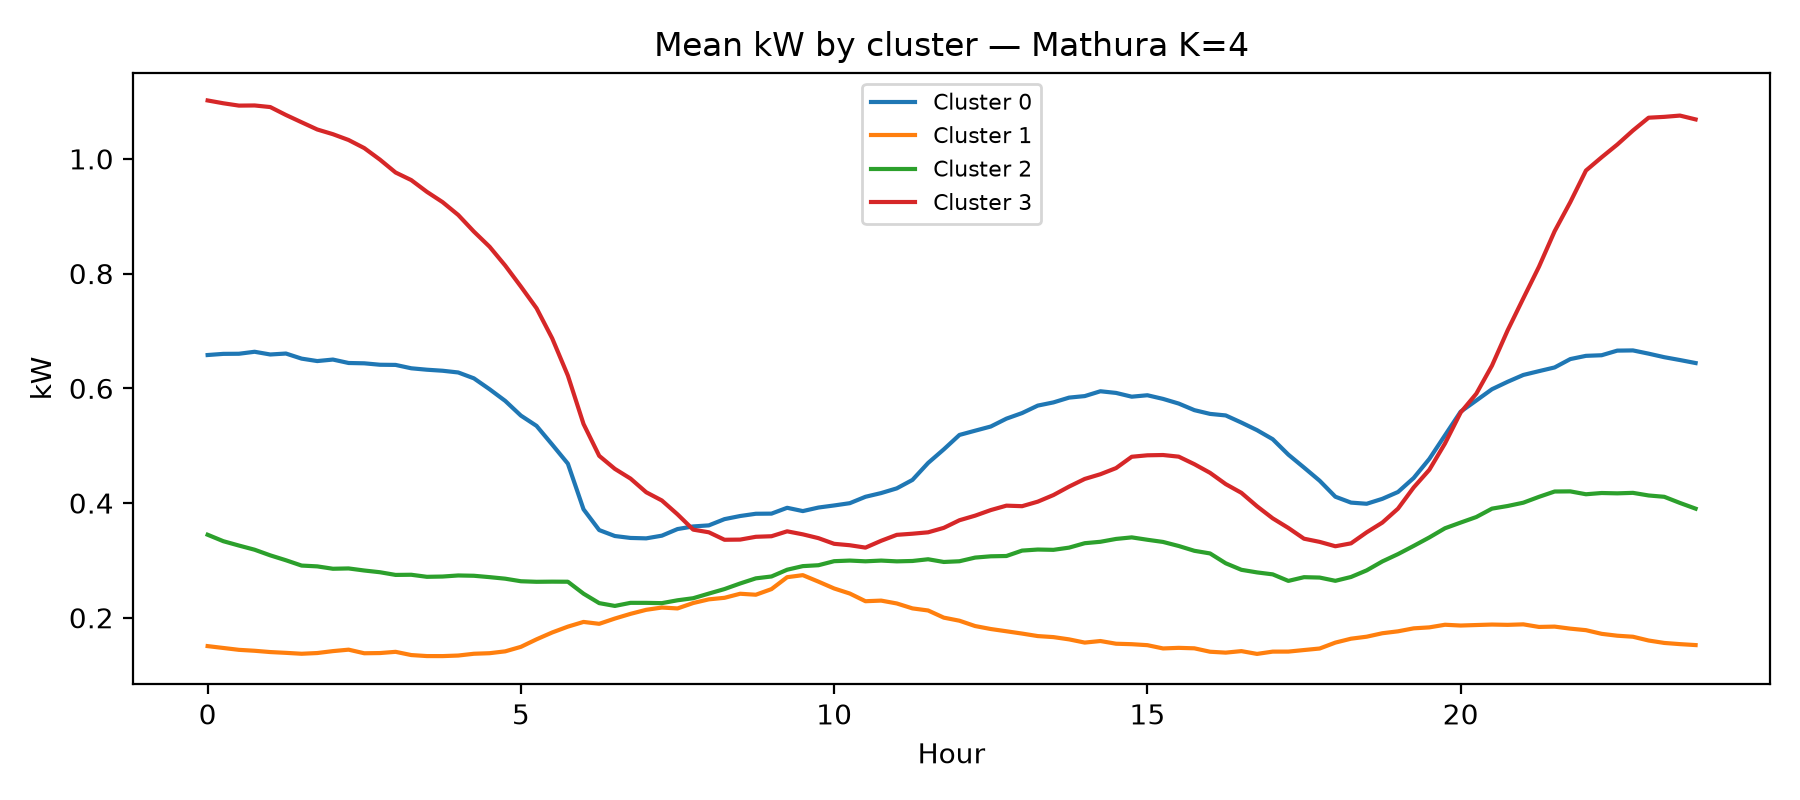 Mean kW by cluster — Mathura K=4
Cluster 0
Cluster 1
Cluster 2
Cluster 3
kW
1.0
0.8
0.6
0.4
0.2
0 5 10 15 20
Hour